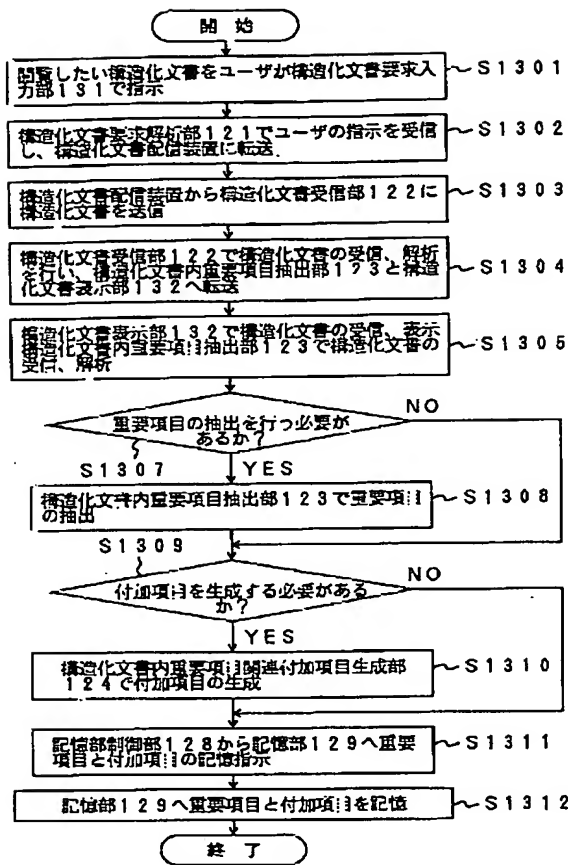 開始
閲覧したい構造化文書をユーザが構造化文書要求入
力部131で指示
S1301
構造化文書要求解析部121でユーザの指示を受信
し、構造化文書配信装置に転送
S1302
構造化文書配信装置から構造化文書受信部122に
構造化文書を送信
S1303
構造化文書受信部122で構造化文書の受信、解析
を行い、構造化文書内重要項目抽出部123と構造
化文書表示部132へ転送
S1304
構造化文書表示部132で構造化文書の受信、表示
構造化文書内重要項目抽出部123で構造化文書の
受信、解析
S1305
重要項目の抽出を行っ必要が
あるか?
NO
S1307
YES
構造化文書内重要項目抽出部123で重要項目
の抽出
S1308
S1309
付加項目を生成する必要がある
か?
NO
YES
構造化文書内重要項目関連付加項目生成部
124で付加項目の生成
S1310
記憶部制御部128から記憶部129へ重要
項目と付加項目の記憶指示
S1311
記憶部129へ重要項目と付加項目を記憶
S1312
終了